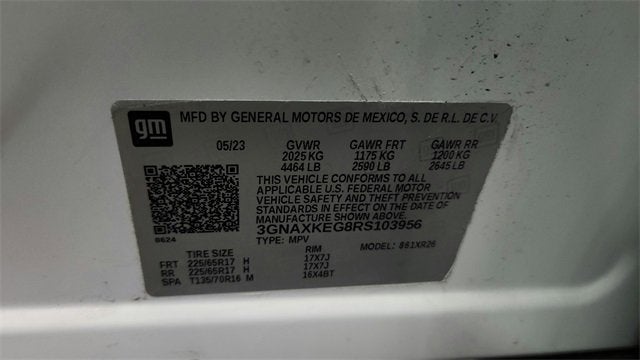 gm
MFD BY GENERAL MOTORS DE MEXICO, S. DE R.L. DE C.V.
05/23 GVWR GAWR FRT GAWR RR
2025 KG 1175 KG 1200 KG
4464 LB 2590 LB 2645 LB
THIS VEHICLE CONFORMS TO ALL
APPLICABLE U.S. FEDERAL MOTOR
VEHICLE SAFETY AND THEFT PREVENTION
STANDARDS IN EFFECT ON THE DATE OF
MANUFACTURE SHOWN ABOVE.
3GNAXKEG8RS103956
8624
TYPE: MPV MODEL: 861XR26
TIRE SIZE RIM
FRT 225/65R17 H 17X7J
RR 225/65R17 H 17X7J
SPA T135/70R16 M 16X4BT